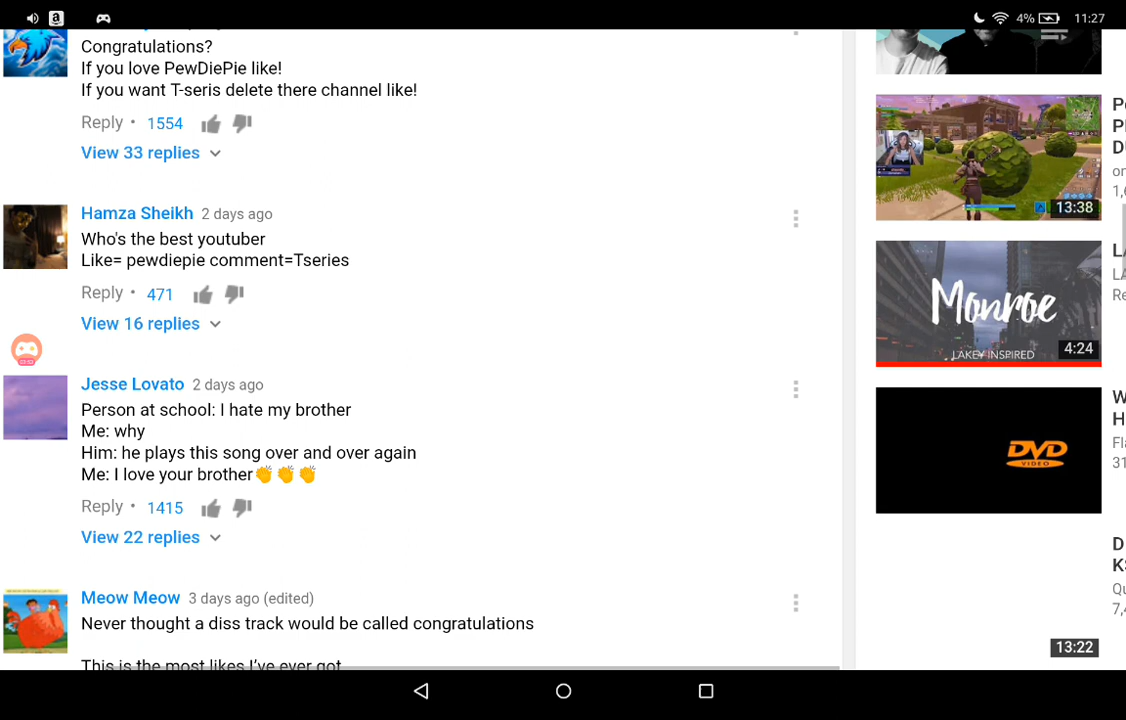 4% 11:27
Congratulations?
If you love PewDiePie like!
If you want T-seris delete there channel like!
Reply • 1554
View 33 replies
Hamza Sheikh 2 days ago
Who's the best youtuber
Like= pewdiepie comment=Tseries
Reply • 471
View 16 replies
Jesse Lovato 2 days ago
Person at school: I hate my brother
Me: why
Him: he plays this song over and over again
Me: I love your brother👏👏👏
Reply • 1415
View 22 replies
Meow Meow 3 days ago (edited)
Never thought a diss track would be called congratulations
This is the most likes I've ever got
13:38
Monroe
LAKEY INSPIRED
4:24
DVD
VIDEO
13:22